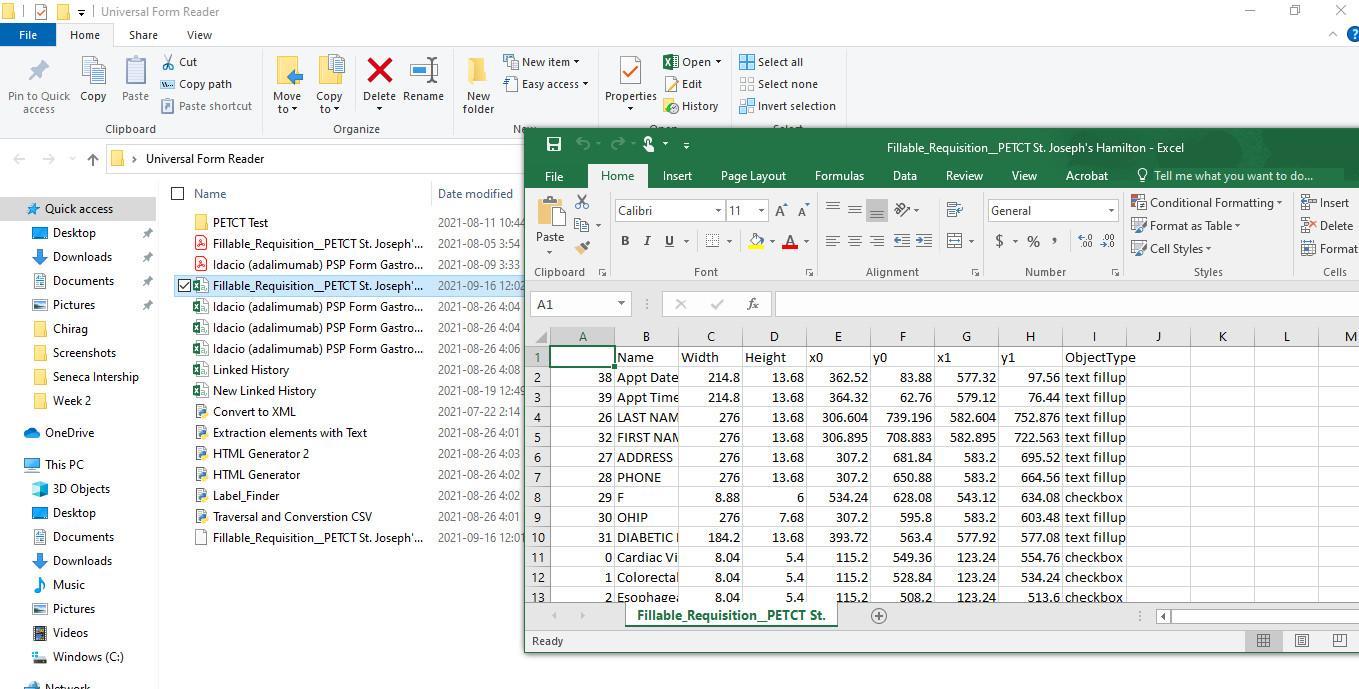 Universal Form Reader
File Home Share View
Pin to Quick access
Copy
Paste
Cut
Copy path
Paste shortcut
Clipboard
Move to
Copy to
Delete
Rename
Organize
New folder
New item
Easy access
Properties
Open
Edit
History
Select all
Select none
Invert selection
Universal Form Reader
Quick access
Desktop
Downloads
Documents
Pictures
Chirag
Screenshots
Seneca Intership
Week 2
OneDrive
This PC
3D Objects
Desktop
Documents
Downloads
Music
Pictures
Videos
Windows (C:)
Network
Name Date modified
PETCT Test 2021-08-11 10:44
Fillable_Requisition__PETCT St. Joseph'... 2021-08-05 3:54
Idacio (adalimumab) PSP Form Gastro... 2021-08-09 3:33
Fillable_Requisition__PETCT St. Joseph'... 2021-09-16 12:02
Idacio (adalimumab) PSP Form Gastro... 2021-08-26 4:04
Idacio (adalimumab) PSP Form Gastro... 2021-08-26 4:04
Idacio (adalimumab) PSP Form Gastro... 2021-08-26 4:06
Linked History 2021-08-26 4:08
New Linked History 2021-08-19 12:49
Convert to XML 2021-07-22 2:14
Extraction elements with Text 2021-08-26 4:01
HTML Generator 2 2021-08-26 4:03
HTML Generator 2021-08-26 4:02
Label_Finder 2021-08-26 4:02
Traversal and Converstion CSV 2021-08-26 4:01
Fillable_Requisition__PETCT St. Joseph'... 2021-09-16 12:01
Fillable_Requisition__PETCT St. Joseph's Hamilton - Excel
File Home Insert Page Layout Formulas Data Review View Acrobat Tell me what you want to do...
Paste
Clipboard
Calibri 11
B I U
Font
Alignment
General
$ % ,
Number
Conditional Formatting
Format as Table
Cell Styles
Styles
Insert
Delete
Format
Cells
A1 fx
A B C D E F G H I J K L M
1 Name Width Height x0 y0 x1 y1 ObjectType
2 38 Appt Date 214.8 13.68 362.52 83.88 577.32 97.56 text fillup
3 39 Appt Time 214.8 13.68 364.32 62.76 579.12 76.44 text fillup
4 26 LAST NAM 276 13.68 306.604 739.196 582.604 752.876 text fillup
5 32 FIRST NAM 276 13.68 306.895 708.883 582.895 722.563 text fillup
6 27 ADDRESS 276 13.68 307.2 681.84 583.2 695.52 text fillup
7 28 PHONE 276 13.68 307.2 650.88 583.2 664.56 text fillup
8 29 F 8.88 6 534.24 628.08 543.12 634.08 checkbox
9 30 OHIP 276 7.68 307.2 595.8 583.2 603.48 text fillup
10 31 DIABETIC 184.2 13.68 393.72 563.4 577.92 577.08 text fillup
11 0 Cardiac Vi 8.04 5.4 115.2 549.36 123.24 554.76 checkbox
12 1 Colorectal 8.04 5.4 115.2 528.84 123.24 534.24 checkbox
13 2 Esophagea 8.04 5.4 115.2 508.2 123.24 513.6 checkbox
Fillable_Requisition__PETCT St.
Ready